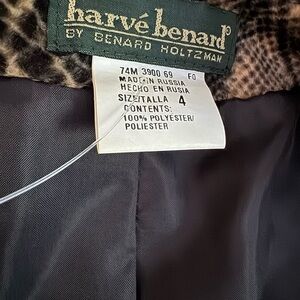 harvé benard®
BY BENARD HOLTZMAN
74M 3900 69 F0
MADE IN RUSSIA
HECHO EN RUSIA
SIZE/TALLA 4
CONTENTS:
100% POLYESTER/
POLIESTER